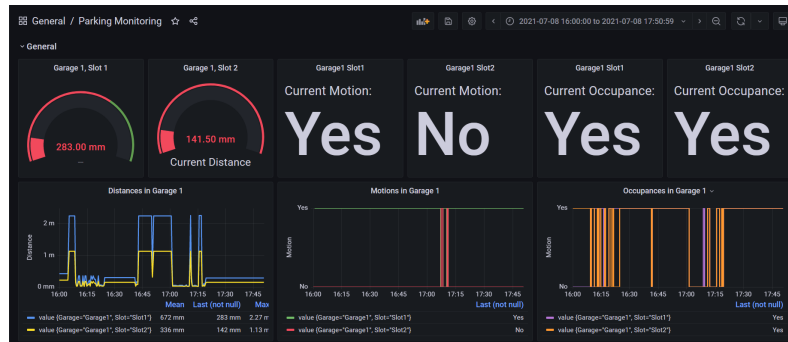 General / Parking Monitoring
2021-07-08 16:00:00 to 2021-07-08 17:50:59
General
Garage 1, Slot 1
283.00 mm
Garage 1, Slot 2
141.50 mm
Current Distance
Garage1 Slot1
Current Motion:
Yes
Garage1 Slot2
Current Motion:
No
Garage1 Slot1
Current Occupance:
Yes
Garage1 Slot2
Current Occupance:
Yes
Distances in Garage 1
Distance
2 m
1 m
0 mm
16:00 16:15 16:30 16:45 17:00 17:15 17:30 17:45
Mean Last (not null) Max
value {Garage="Garage1", Slot="Slot1"} 672 mm 283 mm 2.27 m
value {Garage="Garage1", Slot="Slot2"} 336 mm 142 mm 1.13 m
Motions in Garage 1
Motion
Yes
No
16:00 16:15 16:30 16:45 17:00 17:15 17:30 17:45
Last (not null)
value {Garage="Garage1", Slot="Slot1"} Yes
value {Garage="Garage1", Slot="Slot2"} No
Occupances in Garage 1
Motion
Yes
No
16:00 16:15 16:30 16:45 17:00 17:15 17:30 17:45
Last (not null)
value {Garage="Garage1", Slot="Slot1"} Yes
value {Garage="Garage1", Slot="Slot2"} Yes